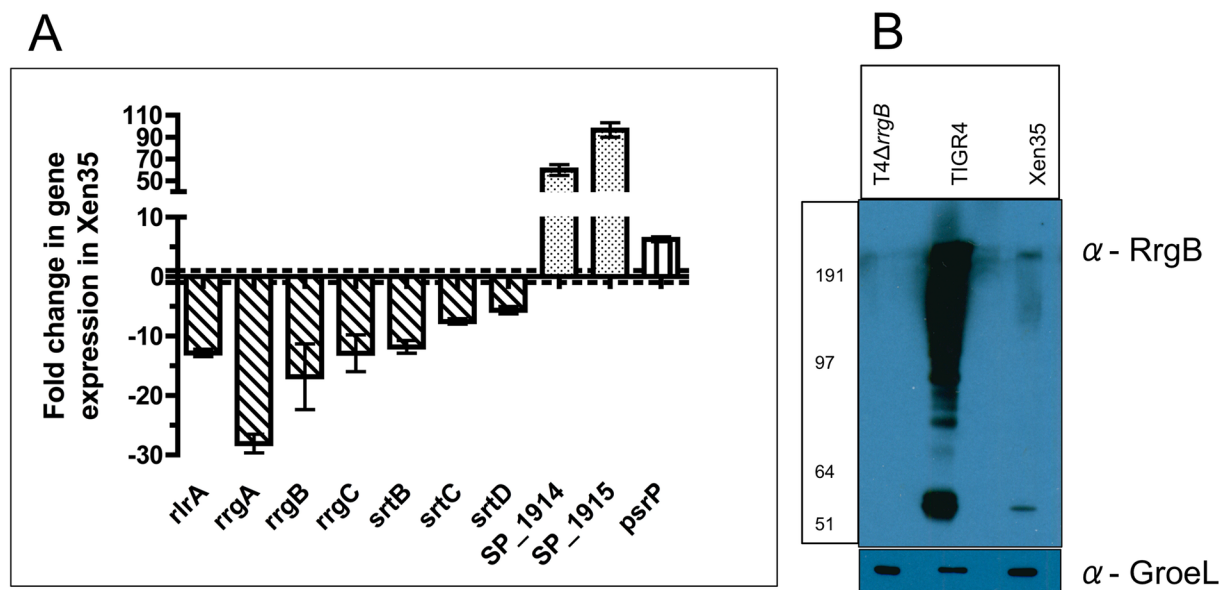 A
B
Fold change in gene
expression in Xen35
110
90
70
50
10
0
-10
-20
-30
rlrA
rrgA
rrgB
rrgC
srtB
srtC
srtD
SP_1914
SP_1915
psrP
T4ΔrrgB
TIGR4
Xen35
191
97
64
51
α - RrgB
α - GroeL